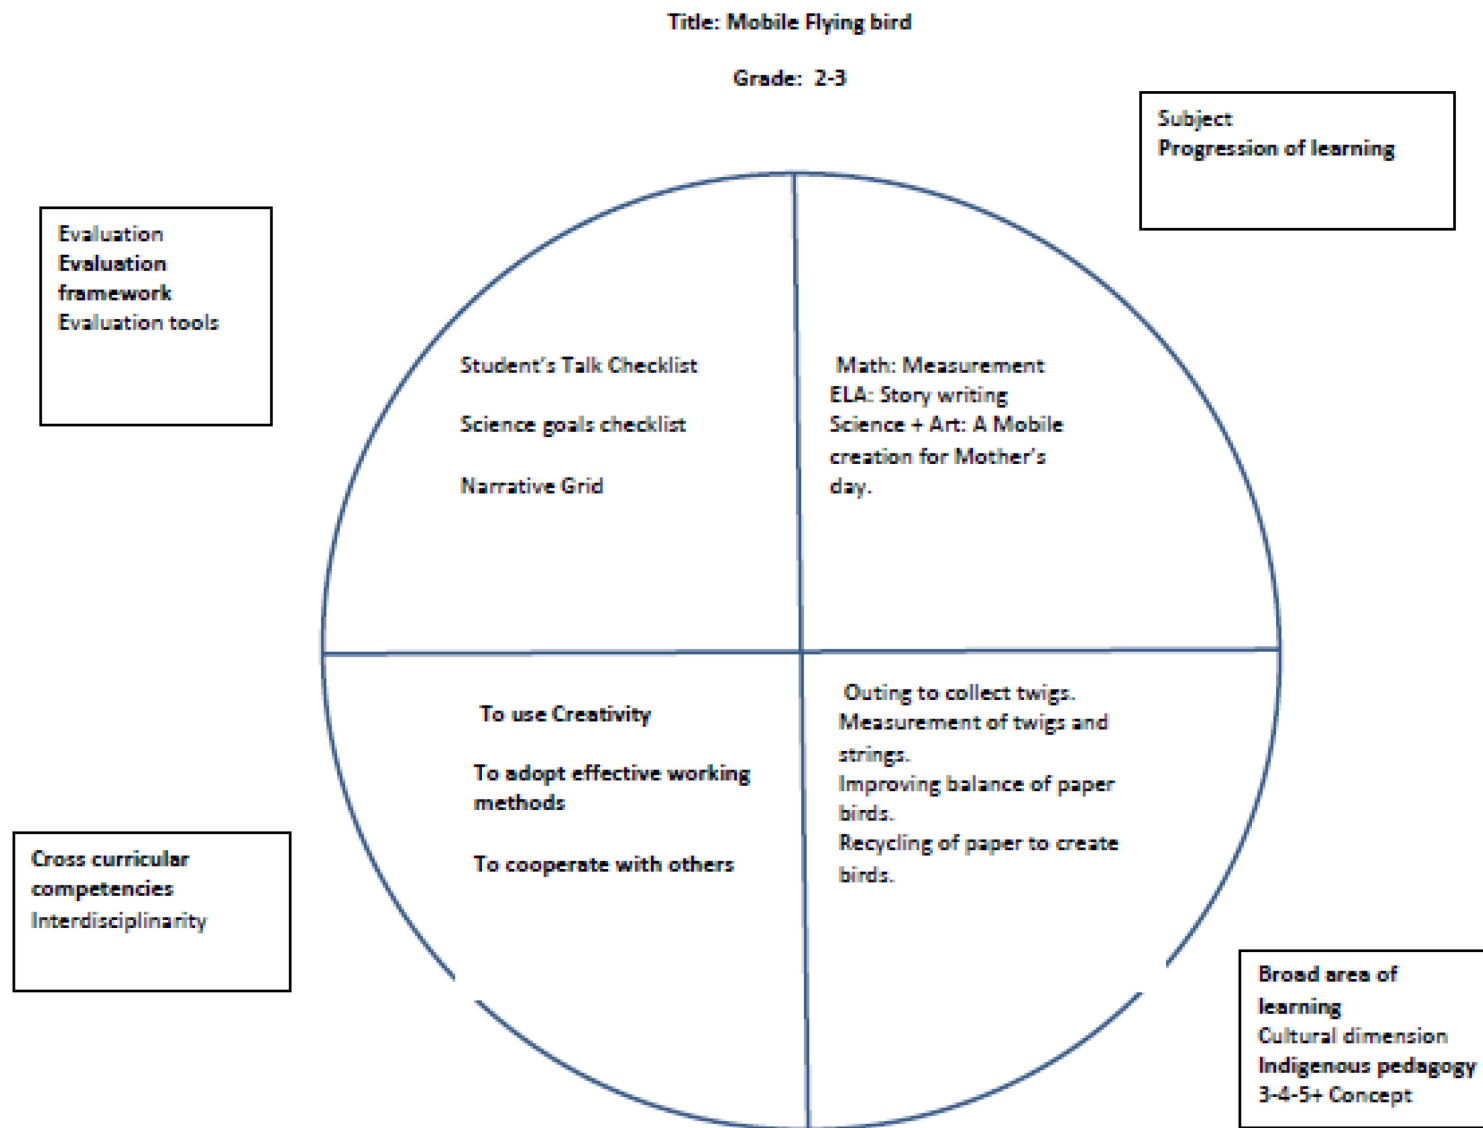 Title: Mobile Flying bird
Grade: 2-3
Subject
Progression of learning
Evaluation
Evaluation
framework
Evaluation tools
Student's Talk Checklist
Science goals checklist
Narrative Grid
Math: Measurement
ELA: Story writing
Science + Art: A Mobile
creation for Mother's
day.
To use Creativity
To adopt effective working
methods
To cooperate with others
Outing to collect twigs.
Measurement of twigs and
strings.
Improving balance of paper
birds.
Recycling of paper to create
birds.
Cross curricular
competencies
Interdisciplinarity
Broad area of
learning
Cultural dimension
Indigenous pedagogy
3-4-5+ Concept